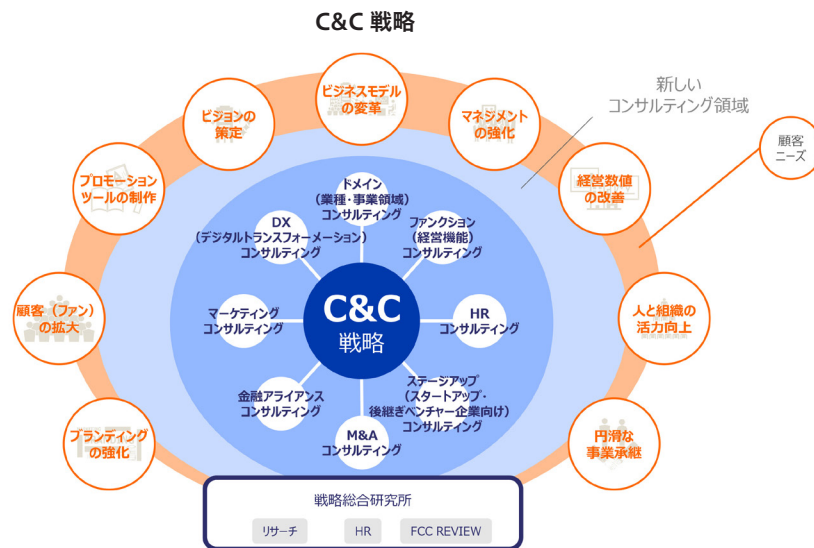 C&C 戦略
ビジネスモデル
の変革
ビジョンの
策定
マネジメント
の強化
新しい
コンサルティング領域
顧客
ニーズ
プロモーション
ツールの制作
経営数値
の改善
ドメイン
(業種・事業領域)
コンサルティング
DX
(デジタルトランスフォーメーション)
コンサルティング
ファンクション
(経営機能)
コンサルティング
顧客(ファン)
の拡大
マーケティング
コンサルティング
C&C
戦略
HR
コンサルティング
人と組織の
活力向上
金融アライアンス
コンサルティング
ステージアップ
(スタートアップ・
後継ぎベンチャー企業向け)
コンサルティング
M&A
コンサルティング
ブランディング
の強化
円滑な
事業承継
戦略総合研究所
リサーチ
HR
FCC REVIEW